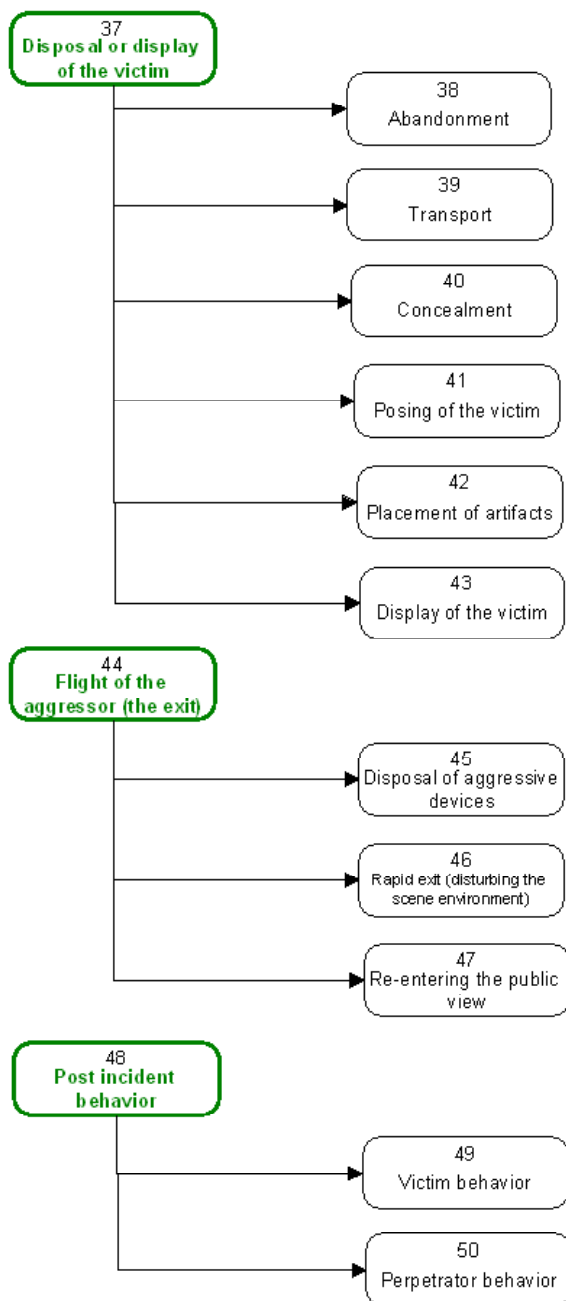 37
Disposal or display
of the victim
38
Abandonment
39
Transport
40
Concealment
41
Posing of the victim
42
Placement of artifacts
43
Display of the victim
44
Flight of the
aggressor (the exit)
45
Disposal of aggressive
devices
46
Rapid exit (disturbing the
scene environment)
47
Re-entering the public
view
48
Post incident
behavior
49
Victim behavior
50
Perpetrator behavior